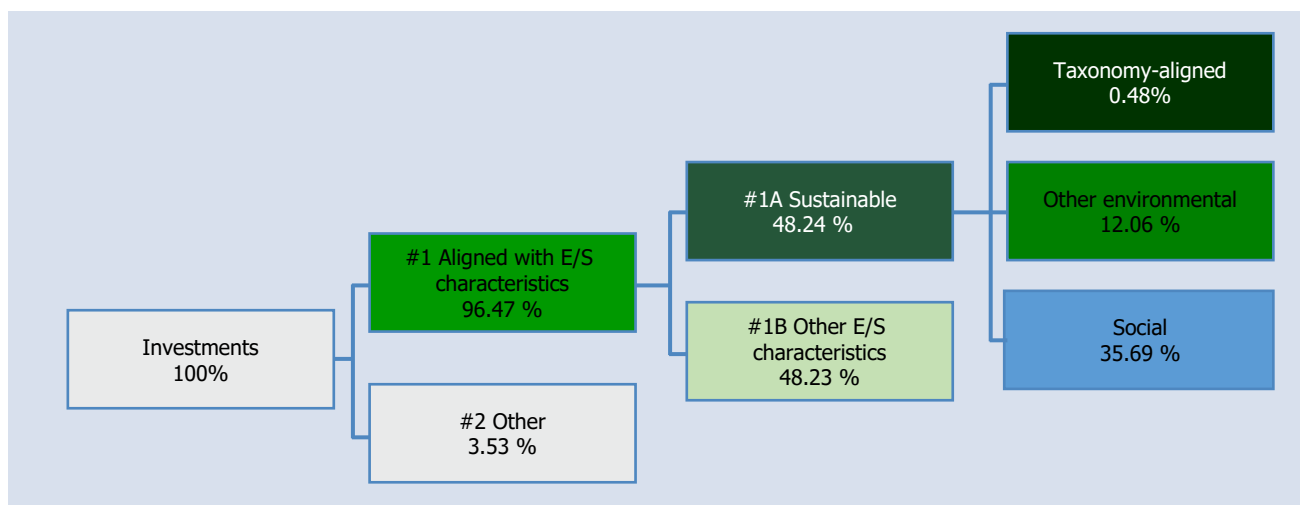 Investments
100%
#1 Aligned with E/S
characteristics
96.47 %
#2 Other
3.53 %
#1A Sustainable
48.24 %
#1B Other E/S
characteristics
48.23 %
Taxonomy-aligned
0.48%
Other environmental
12.06 %
Social
35.69 %